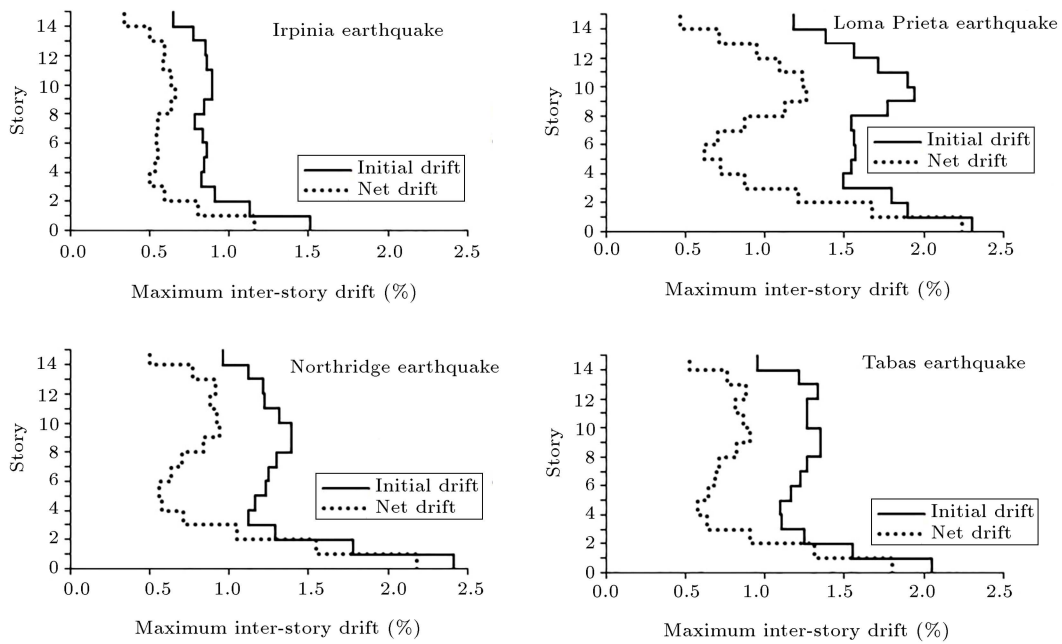 Irpinia earthquake
14
12
10
8
6
4
2
0
Story
Initial drift
Net drift
0.0 0.5 1.0 1.5 2.0 2.5
Maximum inter-story drift (%)
Loma Prieta earthquake
14
12
10
8
6
4
2
0
Story
Initial drift
Net drift
0.0 0.5 1.0 1.5 2.0 2.5
Maximum inter-story drift (%)
Northridge earthquake
14
12
10
8
6
4
2
0
Story
Initial drift
Net drift
0.0 0.5 1.0 1.5 2.0 2.5
Maximum inter-story drift (%)
Tabas earthquake
14
12
10
8
6
4
2
0
Story
Initial drift
Net drift
0.0 0.5 1.0 1.5 2.0 2.5
Maximum inter-story drift (%)